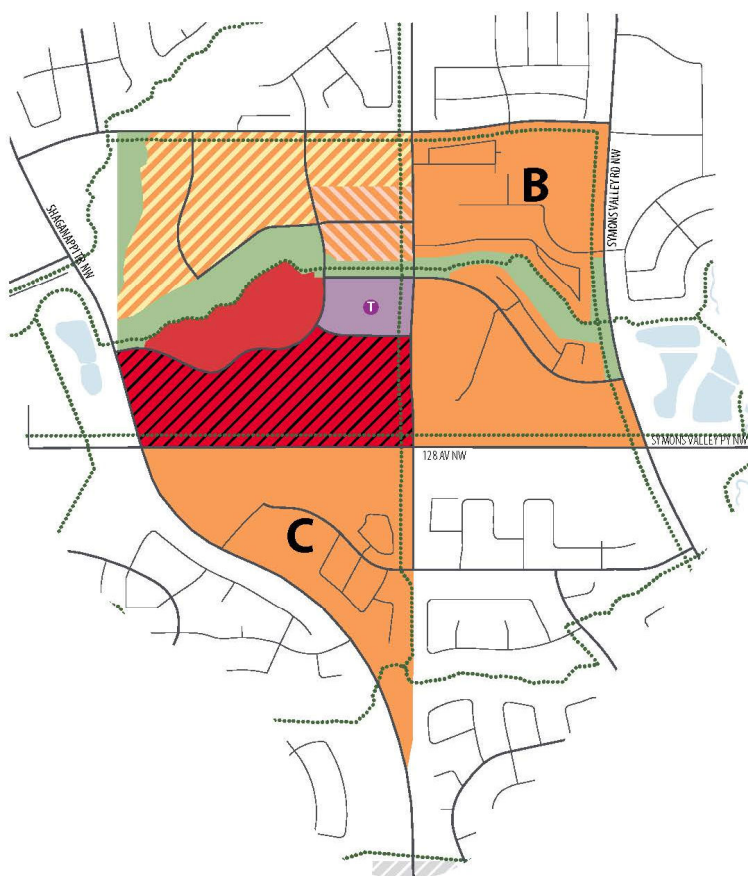 B
SYMONS VALLEY RD NW
SHAGANAPPI TR NW
T
SYMONS VALLEY PY NW
128 AV NW
C